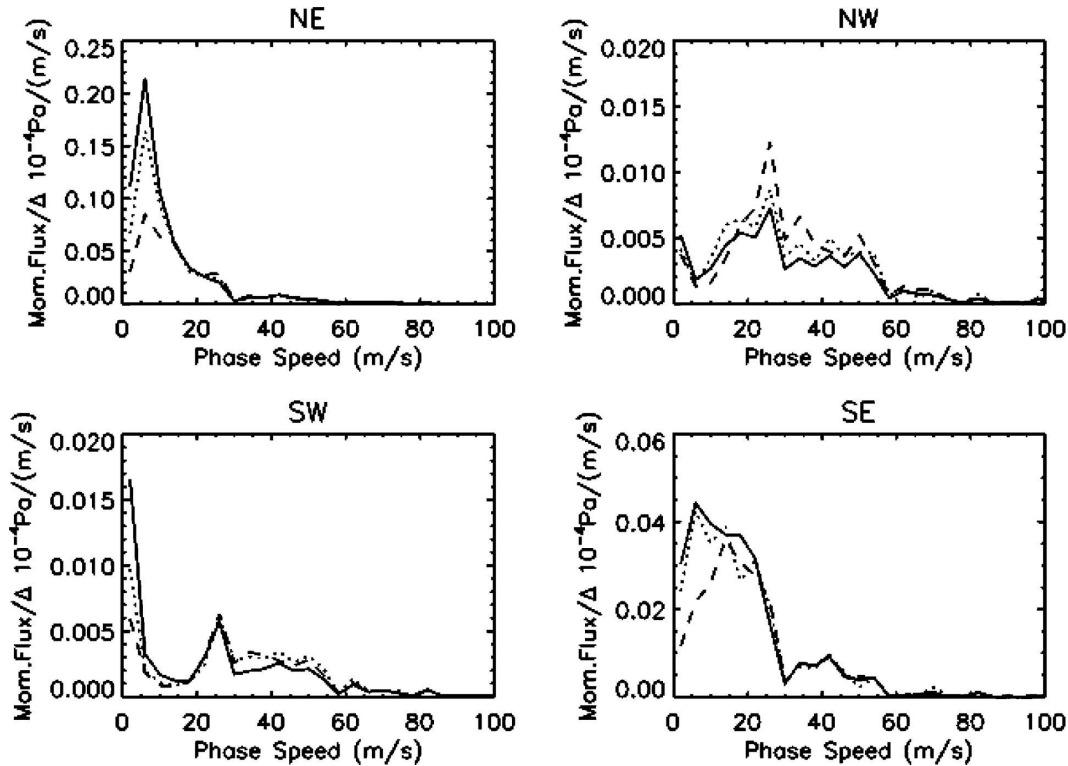 NE
Mom.Flux/Δ 10⁻⁴Pa/(m/s)
0.25
0.20
0.15
0.10
0.05
0.00
0 20 40 60 80 100
Phase Speed (m/s)
NW
Mom.Flux/Δ 10⁻⁴Pa/(m/s)
0.020
0.015
0.010
0.005
0.000
0 20 40 60 80 100
Phase Speed (m/s)
SW
Mom.Flux/Δ 10⁻⁴Pa/(m/s)
0.020
0.015
0.010
0.005
0.000
0 20 40 60 80 100
Phase Speed (m/s)
SE
Mom.Flux/Δ 10⁻⁴Pa/(m/s)
0.06
0.04
0.02
0.00
0 20 40 60 80 100
Phase Speed (m/s)